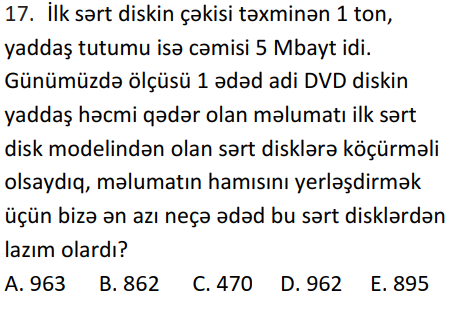 17. İlk sərt diskin çəkisi təxminən 1 ton,
yaddaş tutumu isə cəmisi 5 Mbayt idi.
Günümüzdə ölçüsü 1 ədəd adi DVD diskin
yaddaş həcmi qədər olan məlumatı ilk sərt
disk modelindən olan sərt disklərə köçürməli
olsaydıq, məlumatın hamısını yerləşdirmək
üçün bizə ən azı neçə ədəd bu sərt disklərdən
lazım olardı?
A. 963 B. 862 C. 470 D. 962 E. 895